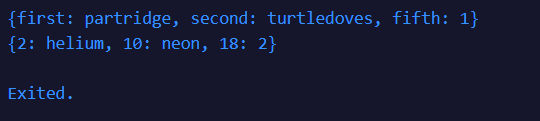 {first: partridge, second: turtledoves, fifth: 1}
{2: helium, 10: neon, 18: 2}
Exited.